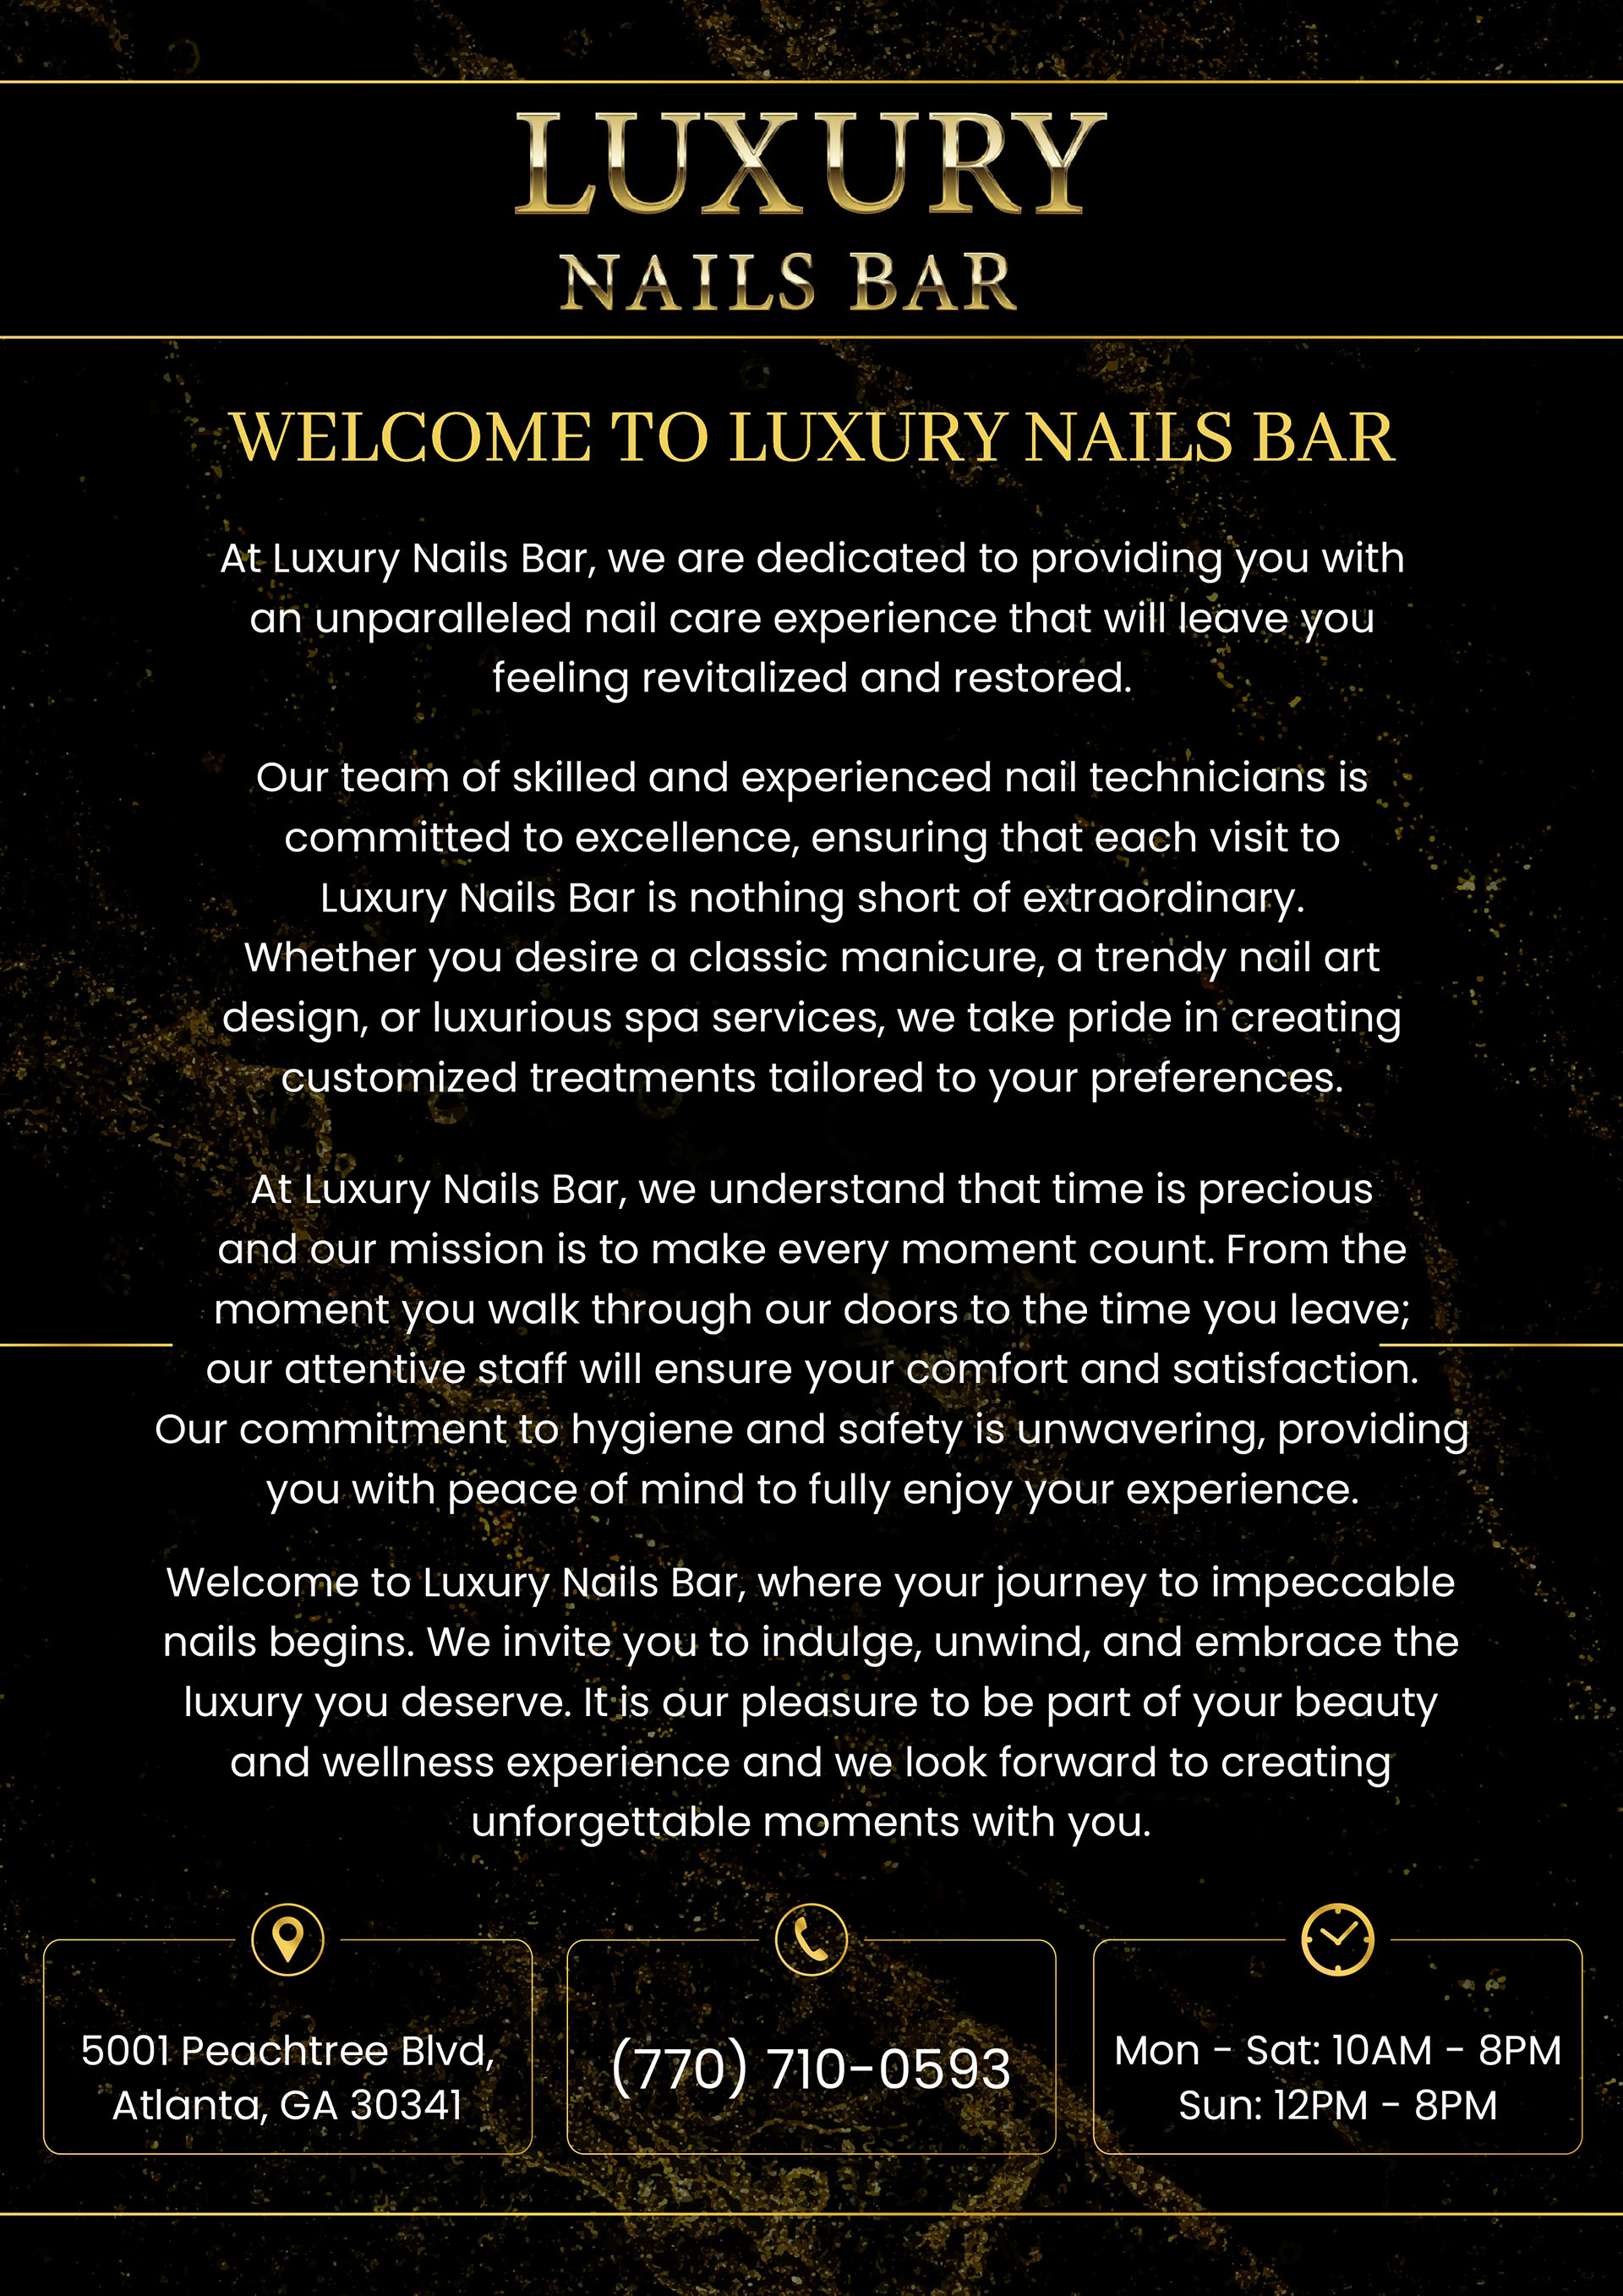 LUXURY
NAILS BAR
WELCOME TO LUXURY NAILS BAR
At Luxury Nails Bar, we are dedicated to providing you with
an unparalleled nail care experience that will leave you
feeling revitalized and restored.
Our team of skilled and experienced nail technicians is
committed to excellence, ensuring that each visit to
Luxury Nails Bar is nothing short of extraordinary.
Whether you desire a classic manicure, a trendy nail art
design, or luxurious spa services, we take pride in creating
customized treatments tailored to your preferences.
At Luxury Nails Bar, we understand that time is precious
and our mission is to make every moment count. From the
moment you walk through our doors to the time you leave;
our attentive staff will ensure your comfort and satisfaction.
Our commitment to hygiene and safety is unwavering, providing
you with peace of mind to fully enjoy your experience.
Welcome to Luxury Nails Bar, where your journey to impeccable
nails begins. We invite you to indulge, unwind, and embrace the
luxury you deserve. It is our pleasure to be part of your beauty
and wellness experience and we look forward to creating
unforgettable moments with you.
5001 Peachtree Blvd,
Atlanta, GA 30341
(770) 710-0593
Mon - Sat: 10AM - 8PM
Sun: 12PM - 8PM